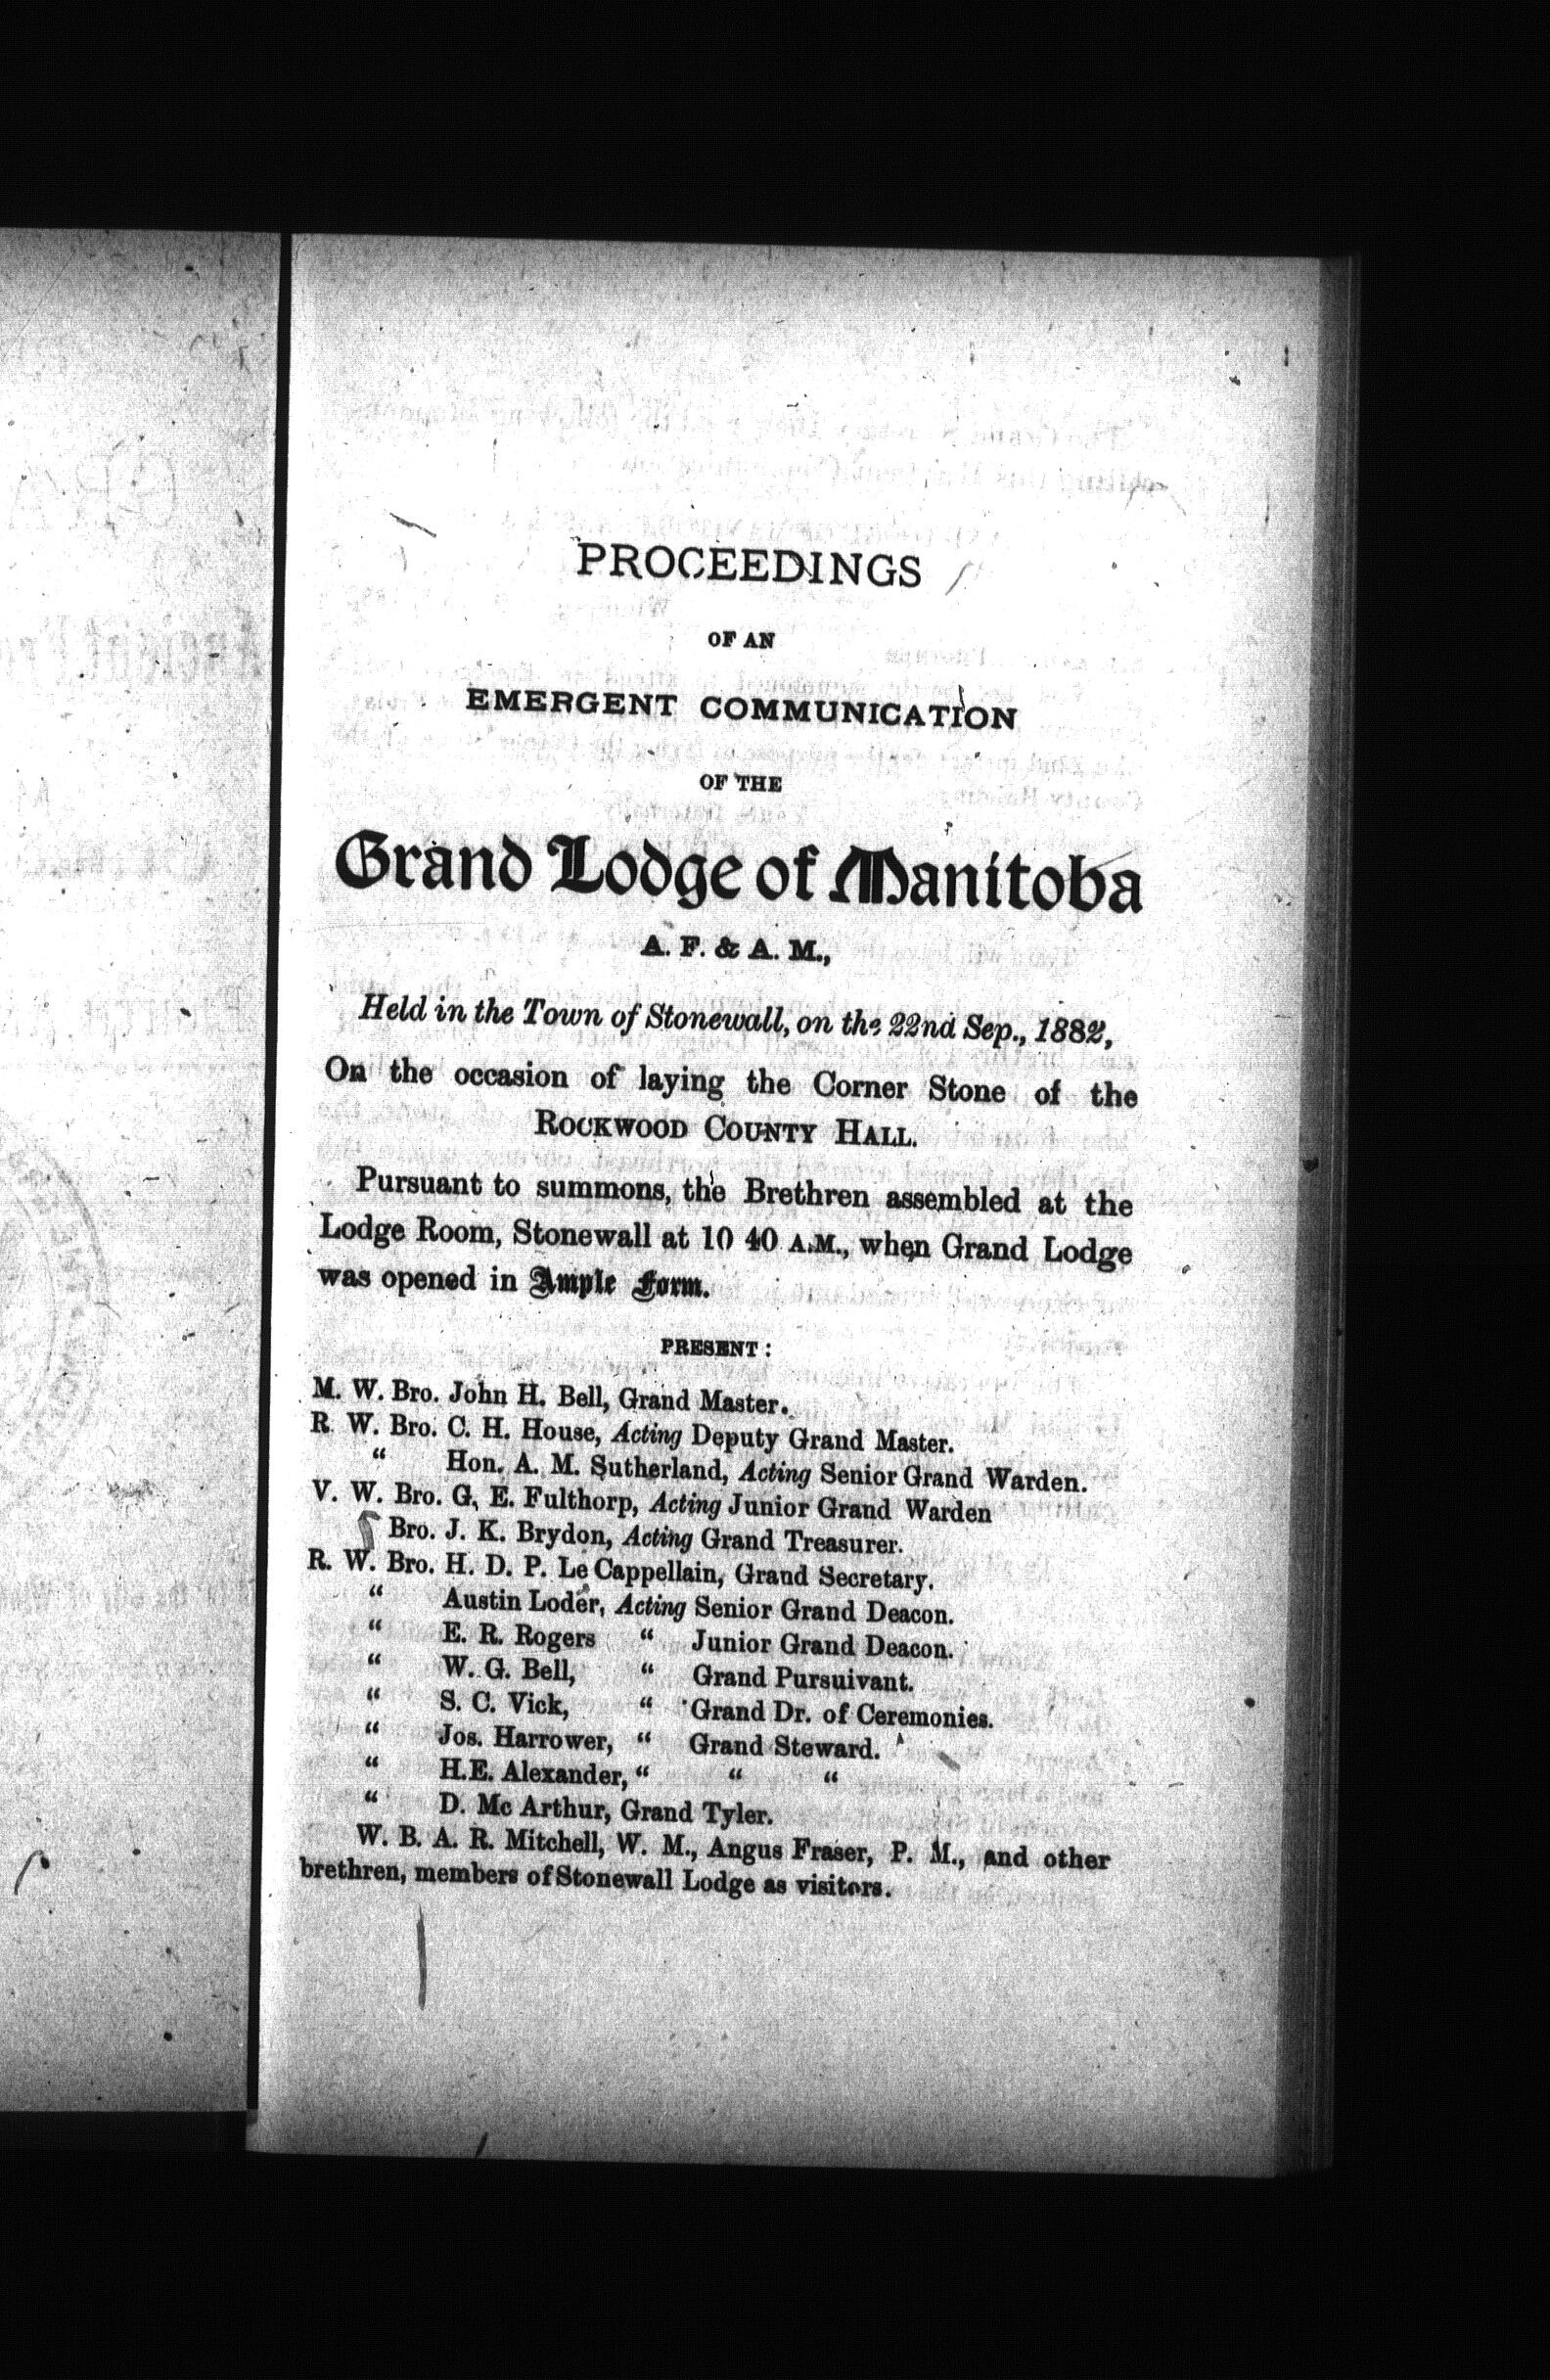 PROCEEDINGS
OF AN
EMERGENT COMMUNICATION
OF THE
Grand Lodge of Manitoba
A. F. & A. M.,
Held in the Town of Stonewall, on the 22nd Sep., 1882,
On the occasion of laying the Corner Stone of the
ROCKWOOD COUNTY HALL.
Pursuant to summons, the Brethren assembled at the
Lodge Room, Stonewall at 10 40 A.M., when Grand Lodge
was opened in Ample Form.
PRESENT:
M. W. Bro. John H. Bell, Grand Master.
R. W. Bro. C. H. House, Acting Deputy Grand Master.
“ Hon. A. M. Sutherland, Acting Senior Grand Warden.
V. W. Bro. G. E. Fulthorp, Acting Junior Grand Warden
Bro. J. K. Brydon, Acting Grand Treasurer.
R. W. Bro. H. D. P. Le Cappellain, Grand Secretary.
“ Austin Loder, Acting Senior Grand Deacon.
“ E. R. Rogers “ Junior Grand Deacon.
“ W. G. Bell, “ Grand Pursuivant.
“ S. C. Vick, “ Grand Dr. of Ceremonies.
“ Jos. Harrower, “ Grand Steward.
“ H.E. Alexander, “ “ “
“ D. Mc Arthur, Grand Tyler.
W. B. A. R. Mitchell, W. M., Angus Fraser, P. M., and other
brethren, members of Stonewall Lodge as visitors.